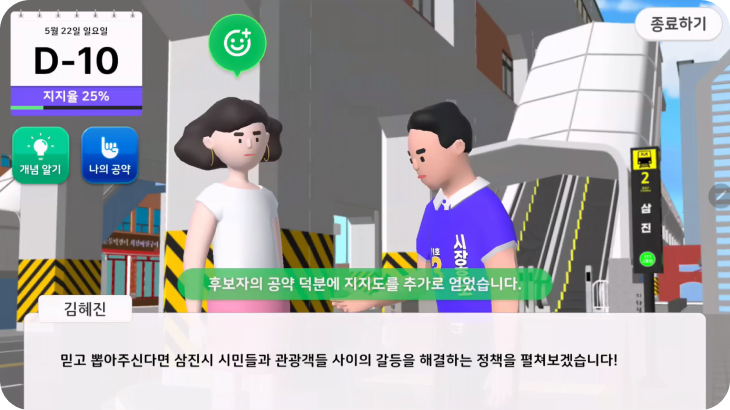 5월 22일 일요일
종료하기
D-10
지지율 25%
개념 알기
나의 공약
2
삼
진
시장
후보자의 공약 덕분에 지지도를 추가로 얻었습니다.
김혜진
믿고 뽑아주신다면 삼진시 시민들과 관광객들 사이의 갈등을 해결하는 정책을 펼쳐보겠습니다!